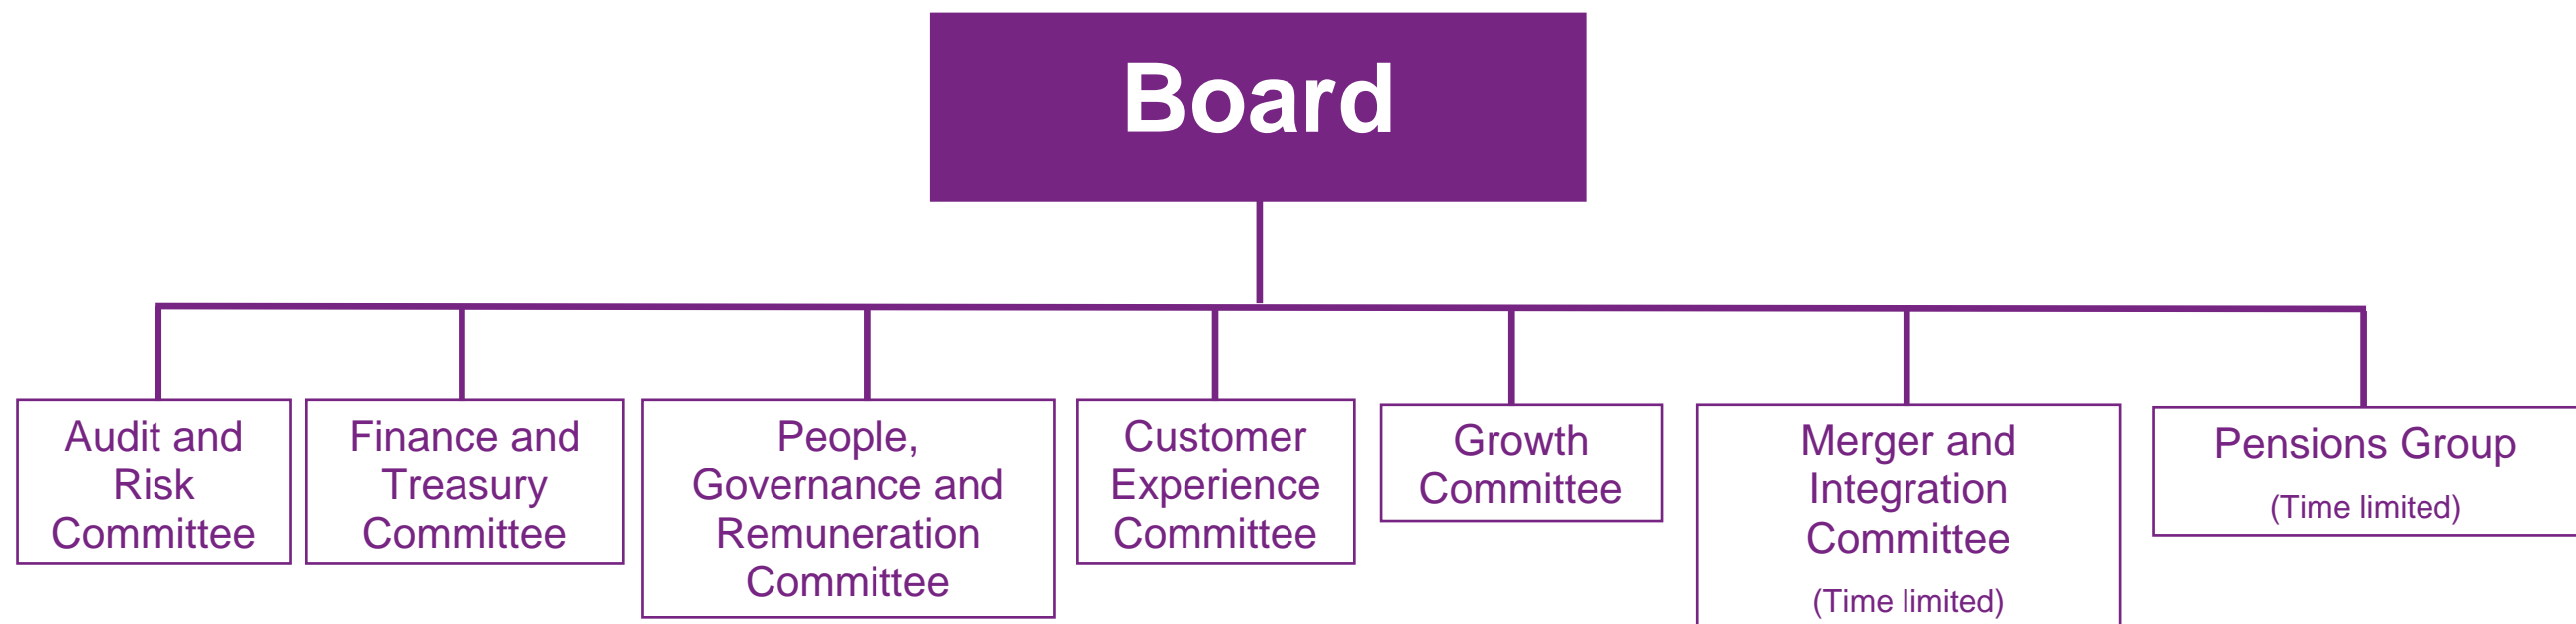 Board
Audit and
Risk
Committee
Finance and
Treasury
Committee
People,
Governance and
Remuneration
Committee
Customer
Experience
Committee
Growth
Committee
Merger and
Integration
Committee
(Time limited)
Pensions Group
(Time limited)